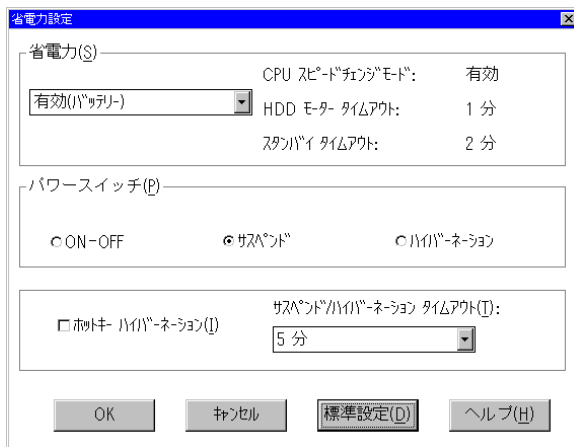 省電力設定
省電力(S)
有効(ﾊﾞｯﾃﾘｰ)
CPU ｽﾋﾟｰﾄﾞﾁｪﾝｼﾞﾓｰﾄﾞ: 有効
HDD ﾓｰﾀｰ ﾀｲﾑｱｳﾄ: 1 分
ｽﾀﾝﾊﾞｲ ﾀｲﾑｱｳﾄ: 2 分
パワースイッチ(P)
ON-OFF ｻｽﾍﾟﾝﾄﾞ ﾊｲﾊﾞｰﾈｰｼｮﾝ
ﾎｯﾄｷｰ ﾊｲﾊﾞｰﾈｰｼｮﾝ(I)
ｻｽﾍﾟﾝﾄﾞ/ﾊｲﾊﾞｰﾈｰｼｮﾝ ﾀｲﾑｱｳﾄ(T):
5 分
OK ｷｬﾝｾﾙ 標準設定(D) ヘルプ(H)